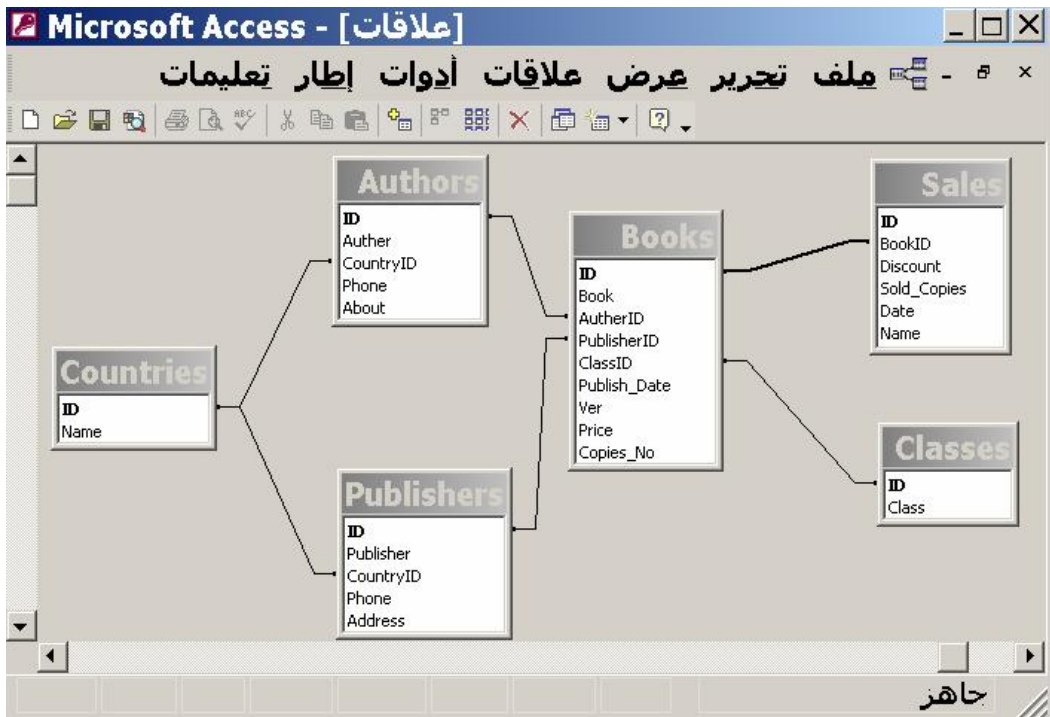 Microsoft Access - [علاقات]
ملف تحرير عرض علاقات أدوات إطار تعليمات
Authors
ID
Auther
CountryID
Phone
About
Books
ID
Book
AutherID
PublisherID
ClassID
Publish_Date
Ver
Price
Copies_No
Sales
ID
BookID
Discount
Sold_Copies
Date
Name
Countries
ID
Name
Publishers
ID
Publisher
CountryID
Phone
Address
Classes
ID
Class
جاهز